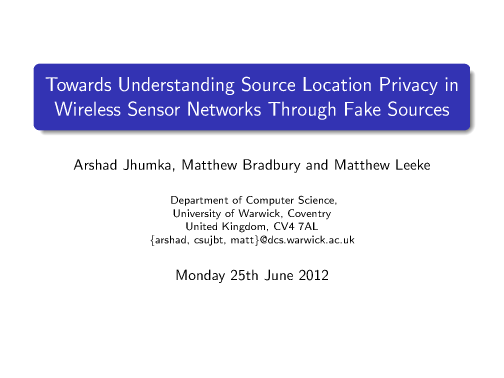 Towards Understanding Source Location Privacy in
Wireless Sensor Networks Through Fake Sources
Arshad Jhumka, Matthew Bradbury and Matthew Leeke
Department of Computer Science,
University of Warwick, Coventry
United Kingdom, CV4 7AL
{arshad, csujbt, matt}@dcs.warwick.ac.uk
Monday 25th June 2012